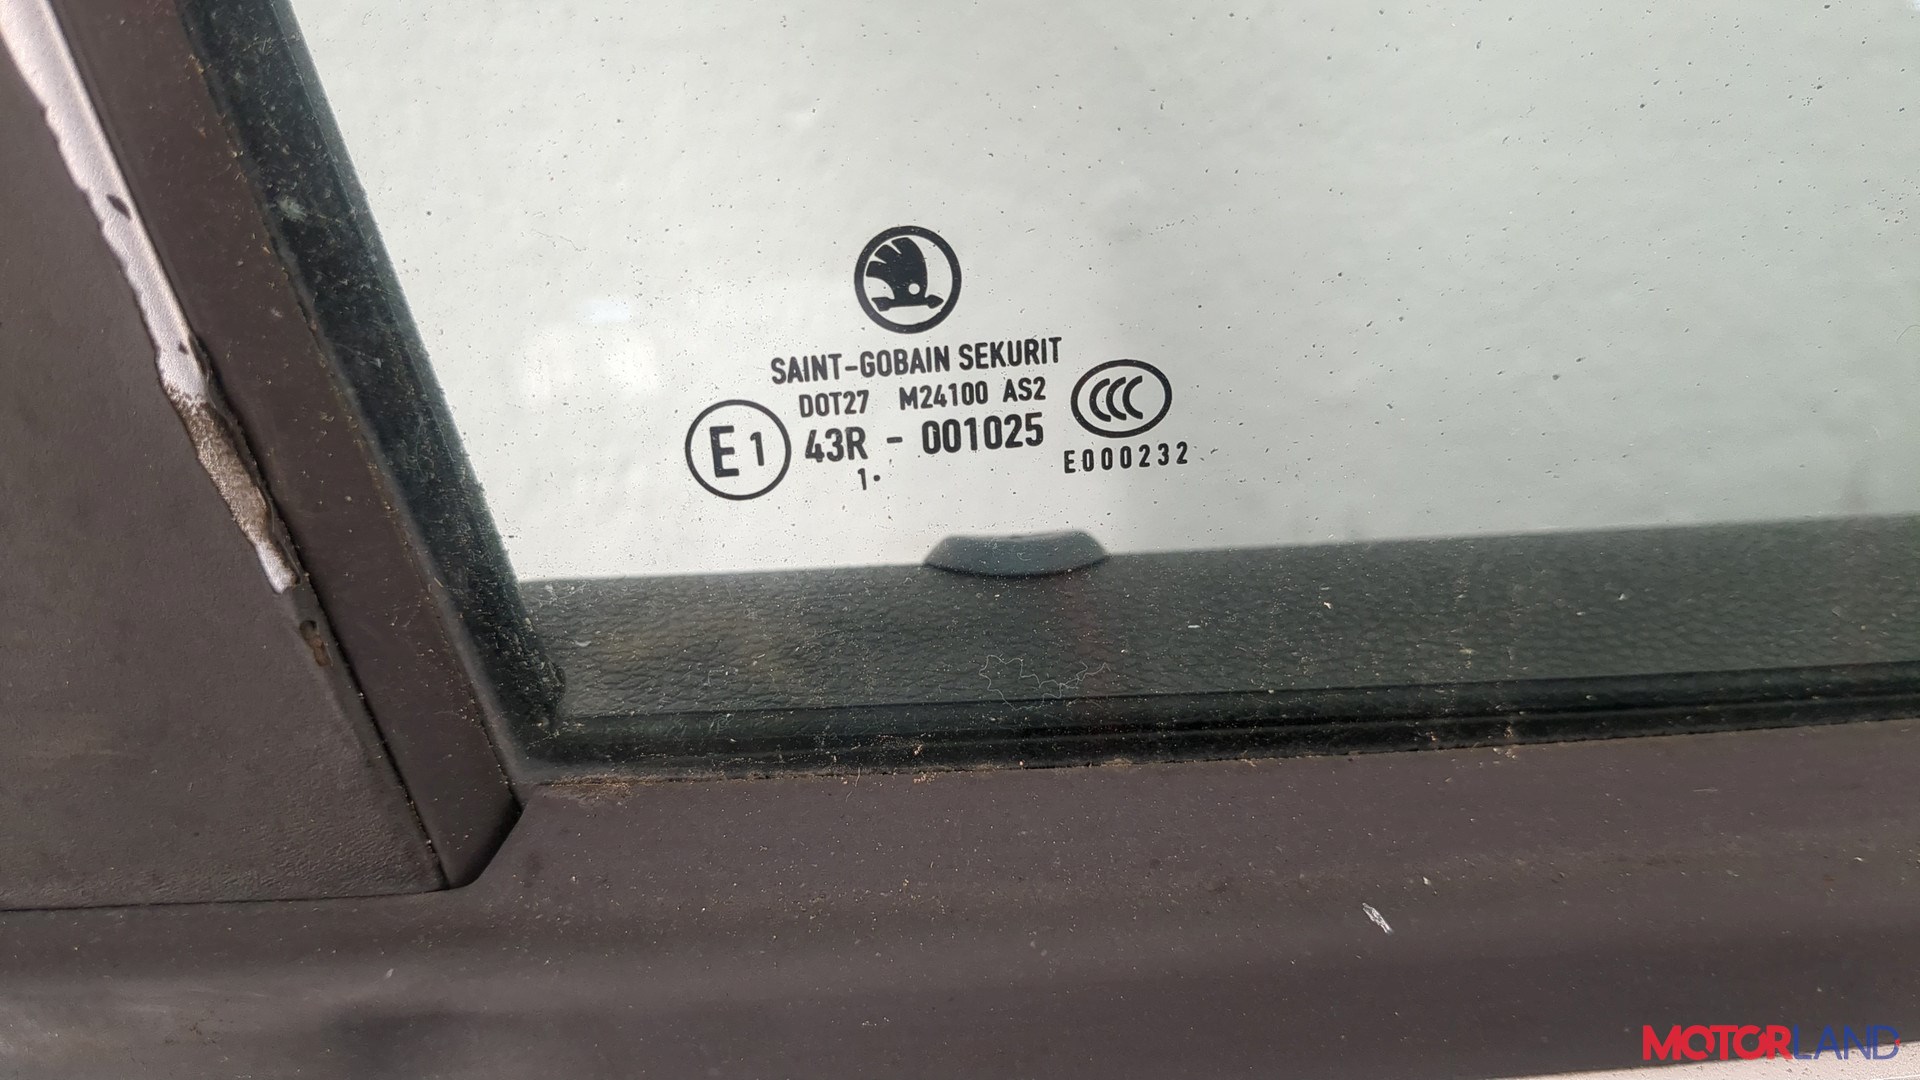 SAINT-GOBAIN SEKURIT
DOT27 M24100 AS2
E1 43R - 001025
1·
CCC
E000232
MOTORLAND